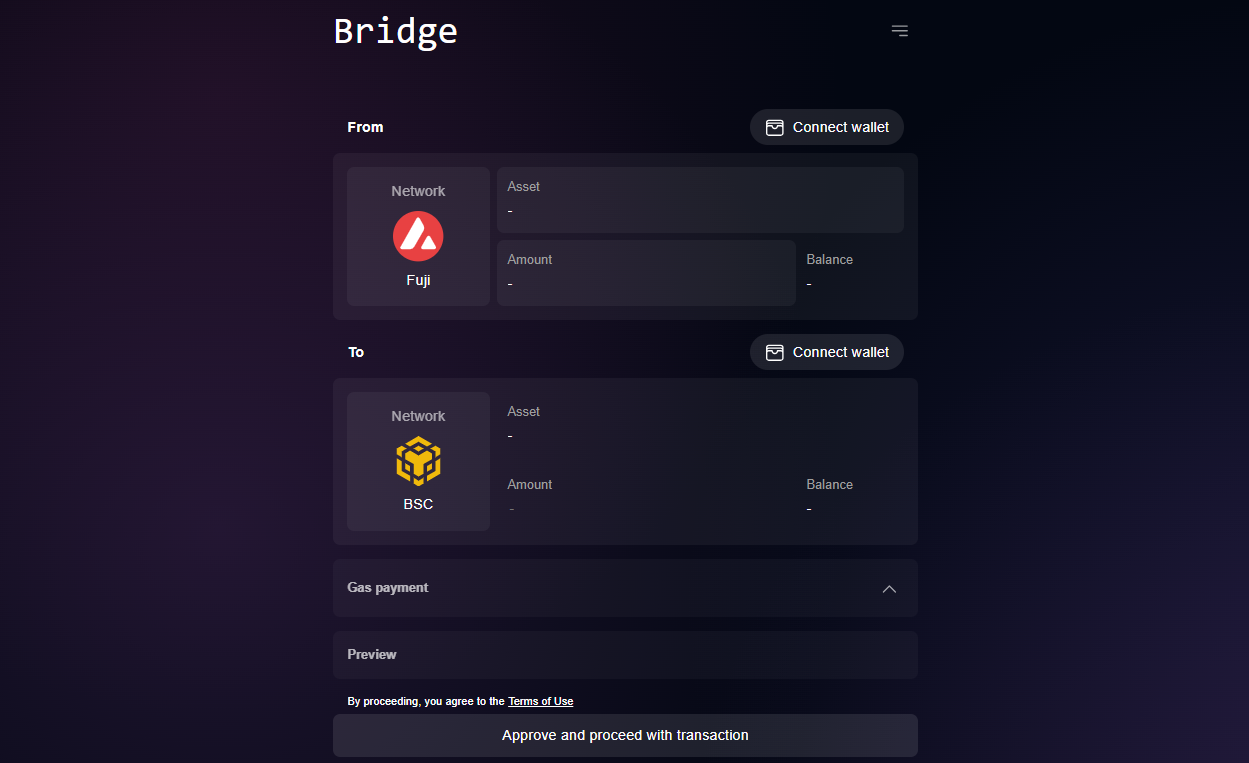 Bridge
From
Connect wallet
Network
Fuji
Asset
-
Amount
-
Balance
-
To
Connect wallet
Network
BSC
Asset
-
Amount
-
Balance
-
Gas payment
Preview
By proceeding, you agree to the Terms of Use
Approve and proceed with transaction